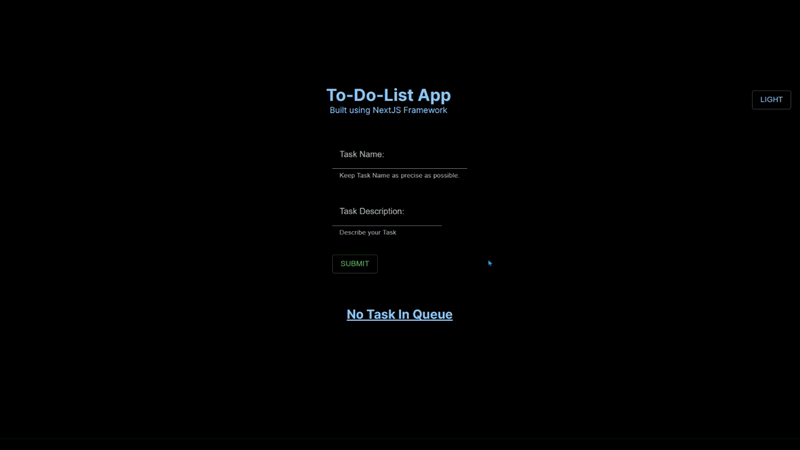 To-Do-List App
Built using NextJS Framework
LIGHT
Task Name:
Keep Task Name as precise as possible.
Task Description:
Describe your Task
SUBMIT
No Task In Queue